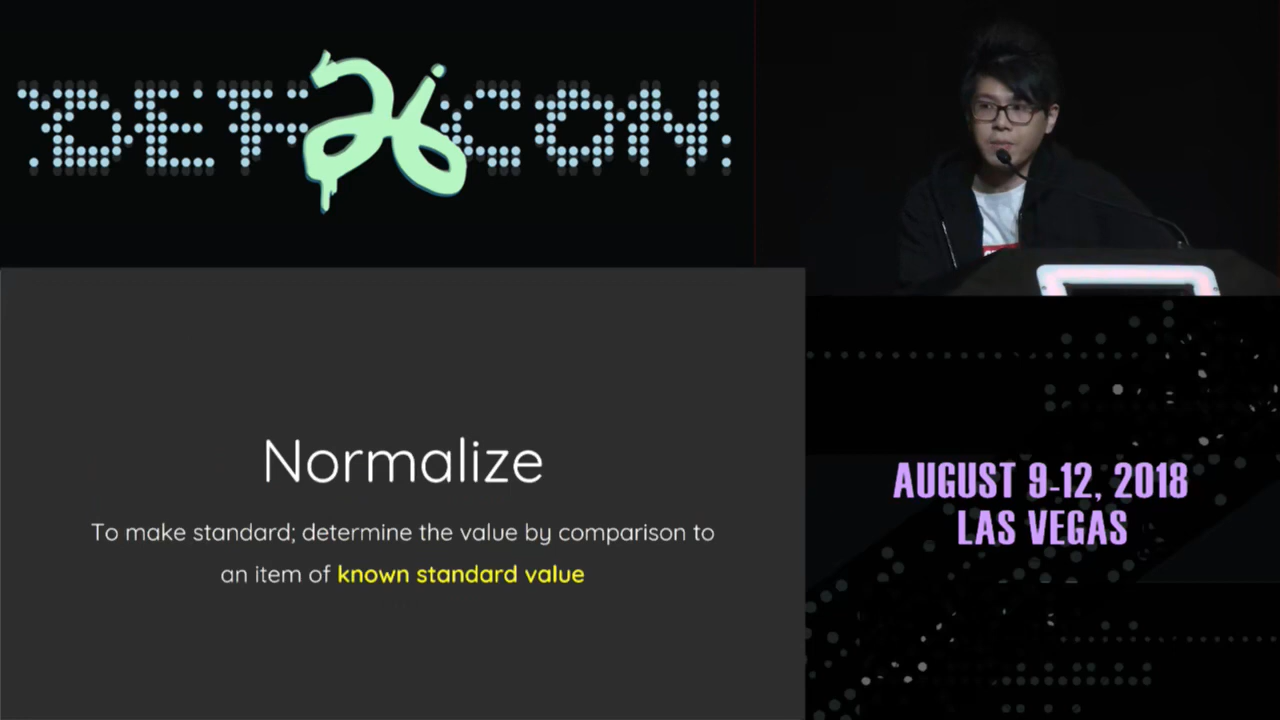 DEF 26 CON
Normalize
To make standard; determine the value by comparison to
an item of known standard value
AUGUST 9-12, 2018
LAS VEGAS